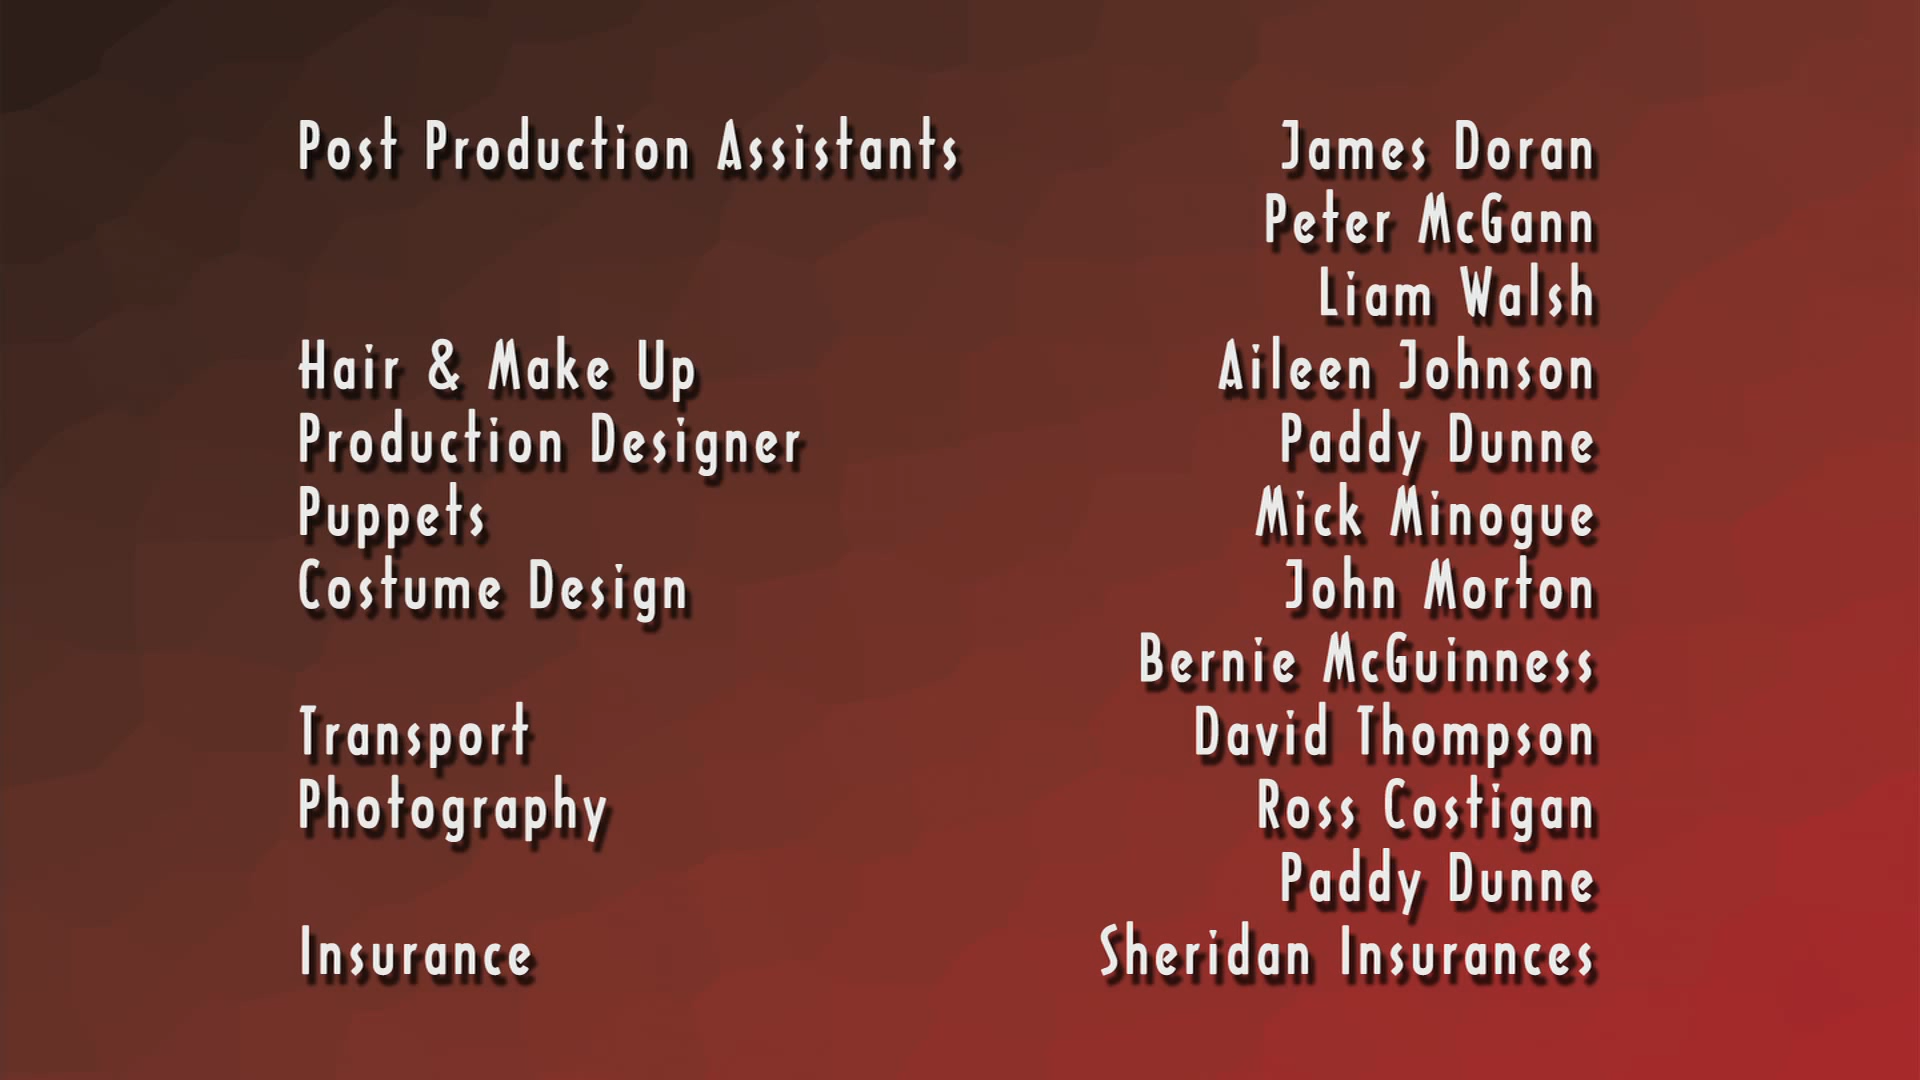 Post Production Assistants James Doran
Peter McGann
Liam Walsh
Hair & Make Up Aileen Johnson
Production Designer Paddy Dunne
Puppets Mick Minogue
Costume Design John Morton
Bernie McGuinness
Transport David Thompson
Photography Ross Costigan
Paddy Dunne
Insurance Sheridan Insurances